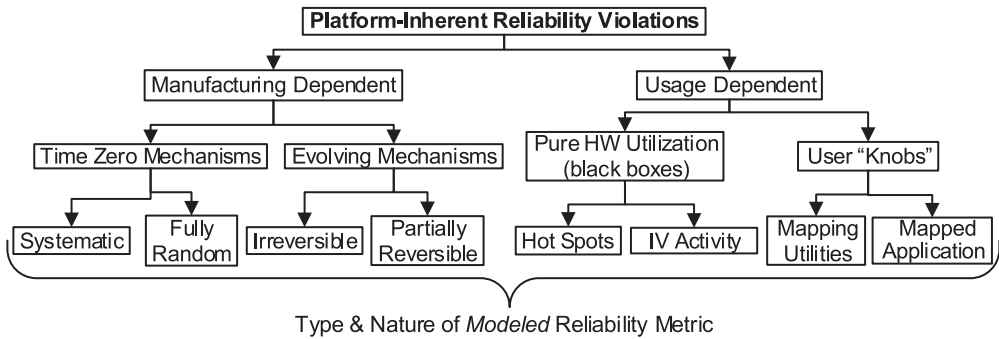 Platform-Inherent Reliability Violations
Manufacturing Dependent
Usage Dependent
Time Zero Mechanisms
Evolving Mechanisms
Pure HW Utilization
(black boxes)
User “Knobs”
Systematic
Fully
Random
Irreversible
Partially
Reversible
Hot Spots
IV Activity
Mapping
Utilities
Mapped
Application
Type & Nature of Modeled Reliability Metric